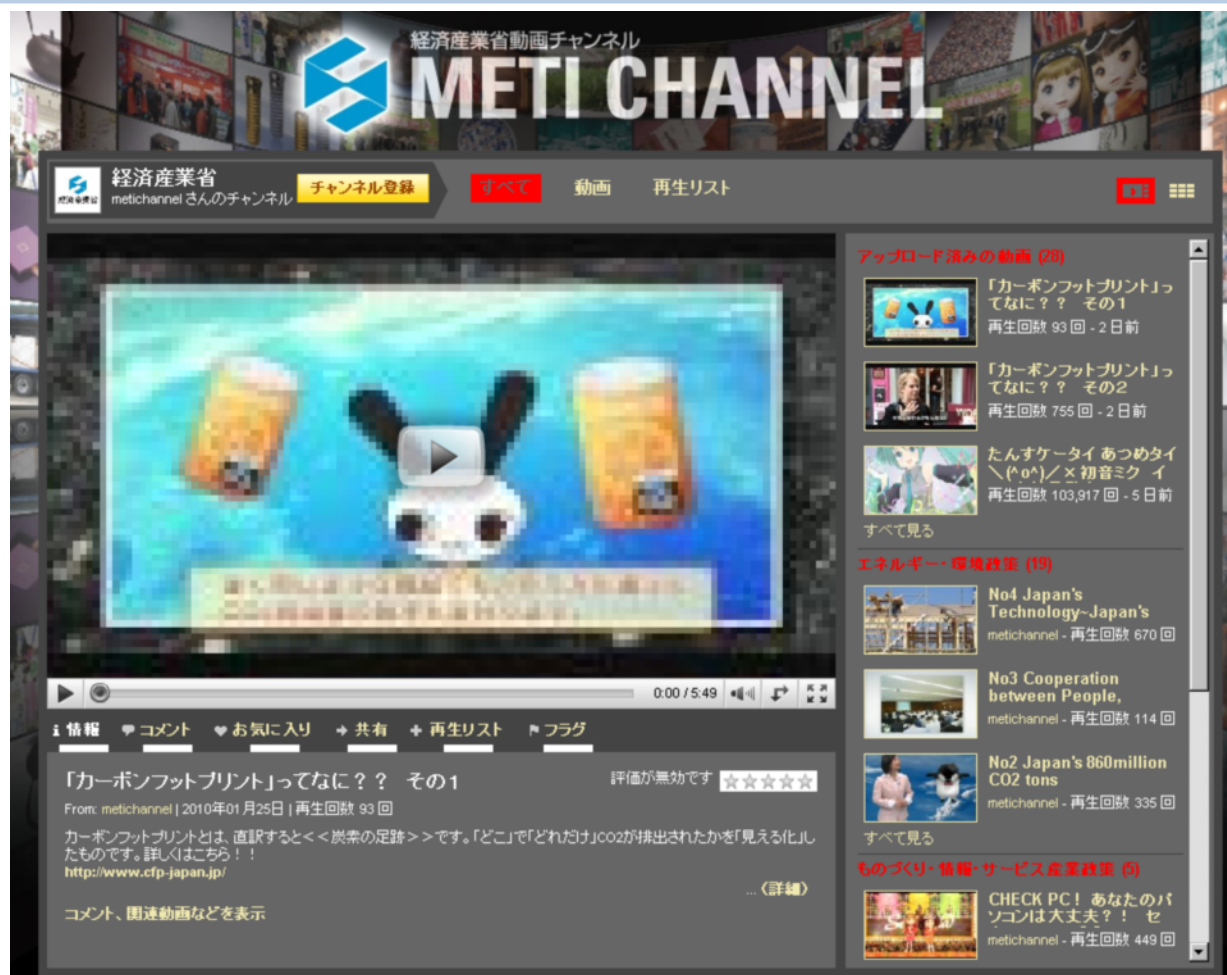 経済産業省動画チャンネル
METI CHANNEL
経済産業省
metichannel さんのチャンネル
チャンネル登録
すべて
動画
再生リスト
経済産業省
アップロード済みの動画 (28)
「カーボンフットプリント」っ
てなに？？　その1
再生回数 93 回 - 2 日前
「カーボンフットプリント」っ
てなに？？　その2
再生回数 755 回 - 2 日前
たんすケータイ あつめタイ
＼(^o^)／×初音ミク　イ
再生回数 103,917 回 - 5 日前
すべて見る
エネルギー・環境政策 (19)
No4 Japan's
Technology~Japan's
metichannel - 再生回数 670 回
No3 Cooperation
between People,
metichannel - 再生回数 114 回
No2 Japan's 860million
CO2 tons
metichannel - 再生回数 335 回
すべて見る
ものづくり・情報・サービス産業政策 (5)
CHECK PC！ あなたのパ
ソコンは大丈夫？！　セ
metichannel - 再生回数 449 回
0:00 / 5:49
情報
コメント
お気に入り
共有
再生リスト
フラグ
「カーボンフットプリント」ってなに？？　その1
評価が無効です
From: metichannel | 2010年01月25日 | 再生回数 93 回
カーボンフットプリントとは、直訳すると＜＜炭素の足跡＞＞です。「どこ」で「どれだけ」CO2が排出されたかを「見える化」し
たものです。詳しくはこちら！！
http://www.cfp-japan.jp/
... (詳細)
コメント、関連動画などを表示